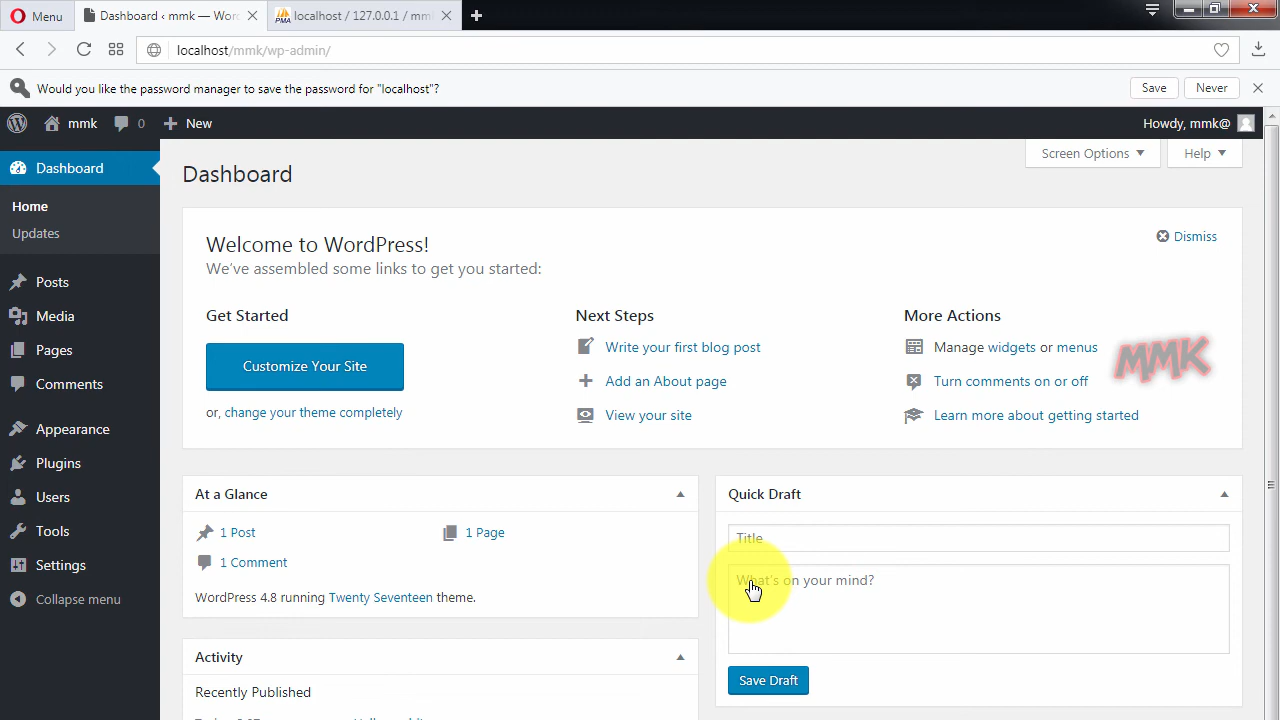 Menu
Dashboard ‹ mmk — Wor
localhost / 127.0.0.1 / mm
localhost/mmk/wp-admin/
Would you like the password manager to save the password for "localhost"?
Save
Never
mmk
0
New
Howdy, mmk@
Dashboard
Home
Updates
Posts
Media
Pages
Comments
Appearance
Plugins
Users
Tools
Settings
Collapse menu
Screen Options
Help
Dashboard
Welcome to WordPress!
We've assembled some links to get you started:
Dismiss
Get Started
Customize Your Site
or, change your theme completely
Next Steps
Write your first blog post
Add an About page
View your site
More Actions
Manage widgets or menus
Turn comments on or off
Learn more about getting started
MMK
At a Glance
1 Post
1 Page
1 Comment
WordPress 4.8 running Twenty Seventeen theme.
Activity
Recently Published
Quick Draft
Title
What's on your mind?
Save Draft